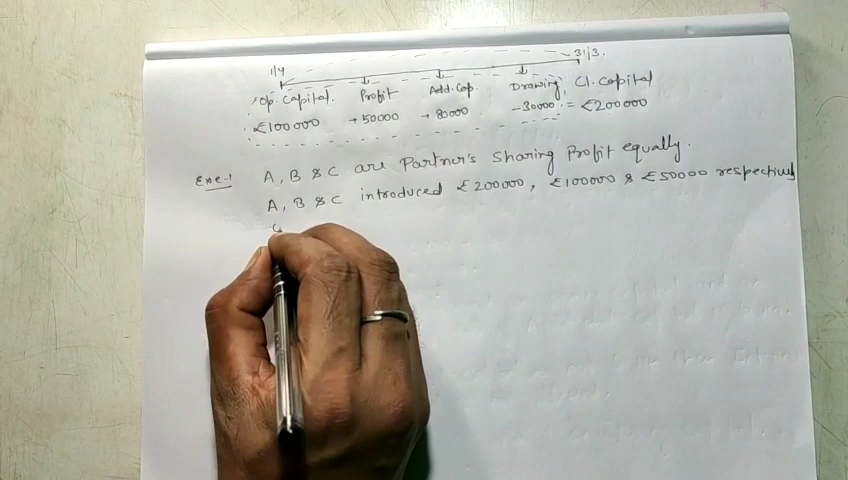 1/4 31/3.
Op. Capital. Profit Add. Cap. Drawing, Cl. Capital
₹100000 + 50000 + 80000 - 30000 = ₹200000
Exe-1 A, B & C are Partner's Sharing Profit equally.
A, B & C introduced ₹200000, ₹100000 & ₹50000 respectively